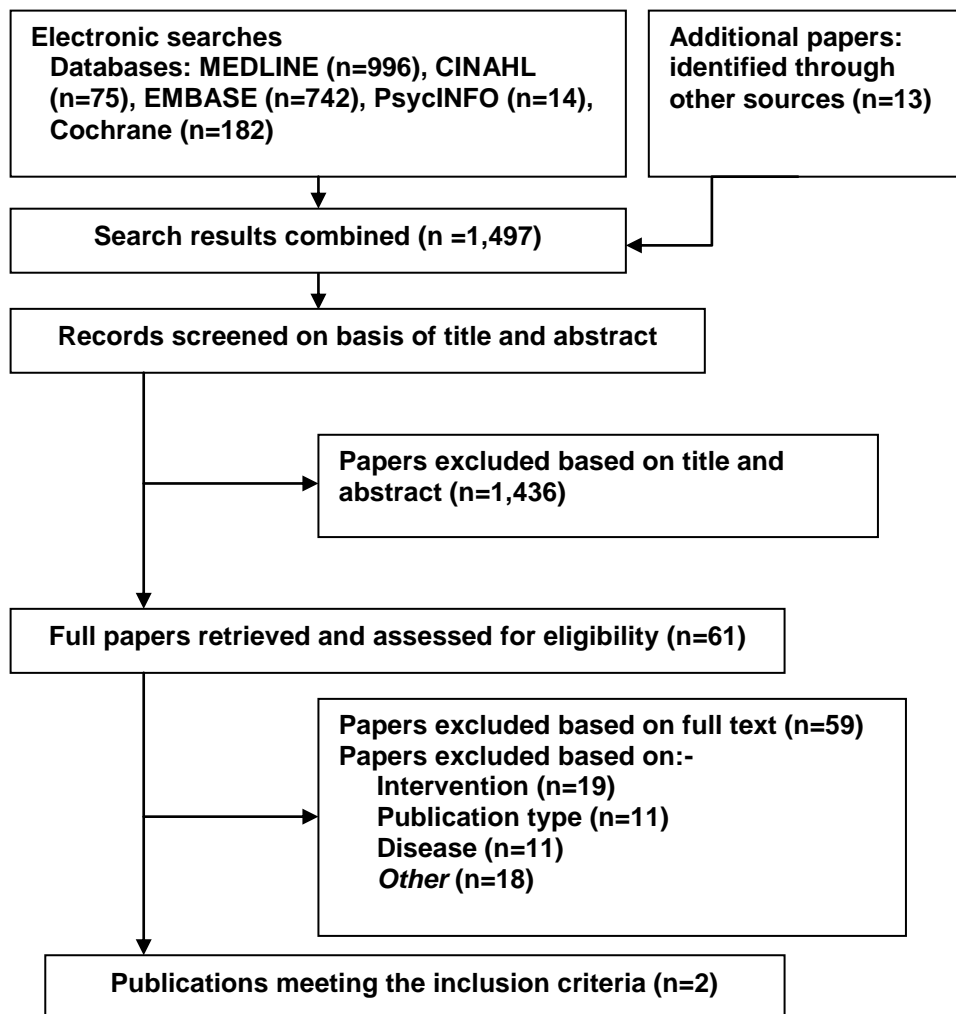 Electronic searches
Databases: MEDLINE (n=996), CINAHL
(n=75), EMBASE (n=742), PsycINFO (n=14),
Cochrane (n=182)
Additional papers:
identified through
other sources (n=13)
Search results combined (n =1,497)
Records screened on basis of title and abstract
Papers excluded based on title and
abstract (n=1,436)
Full papers retrieved and assessed for eligibility (n=61)
Papers excluded based on full text (n=59)
Papers excluded based on:-
Intervention (n=19)
Publication type (n=11)
Disease (n=11)
Other (n=18)
Publications meeting the inclusion criteria (n=2)